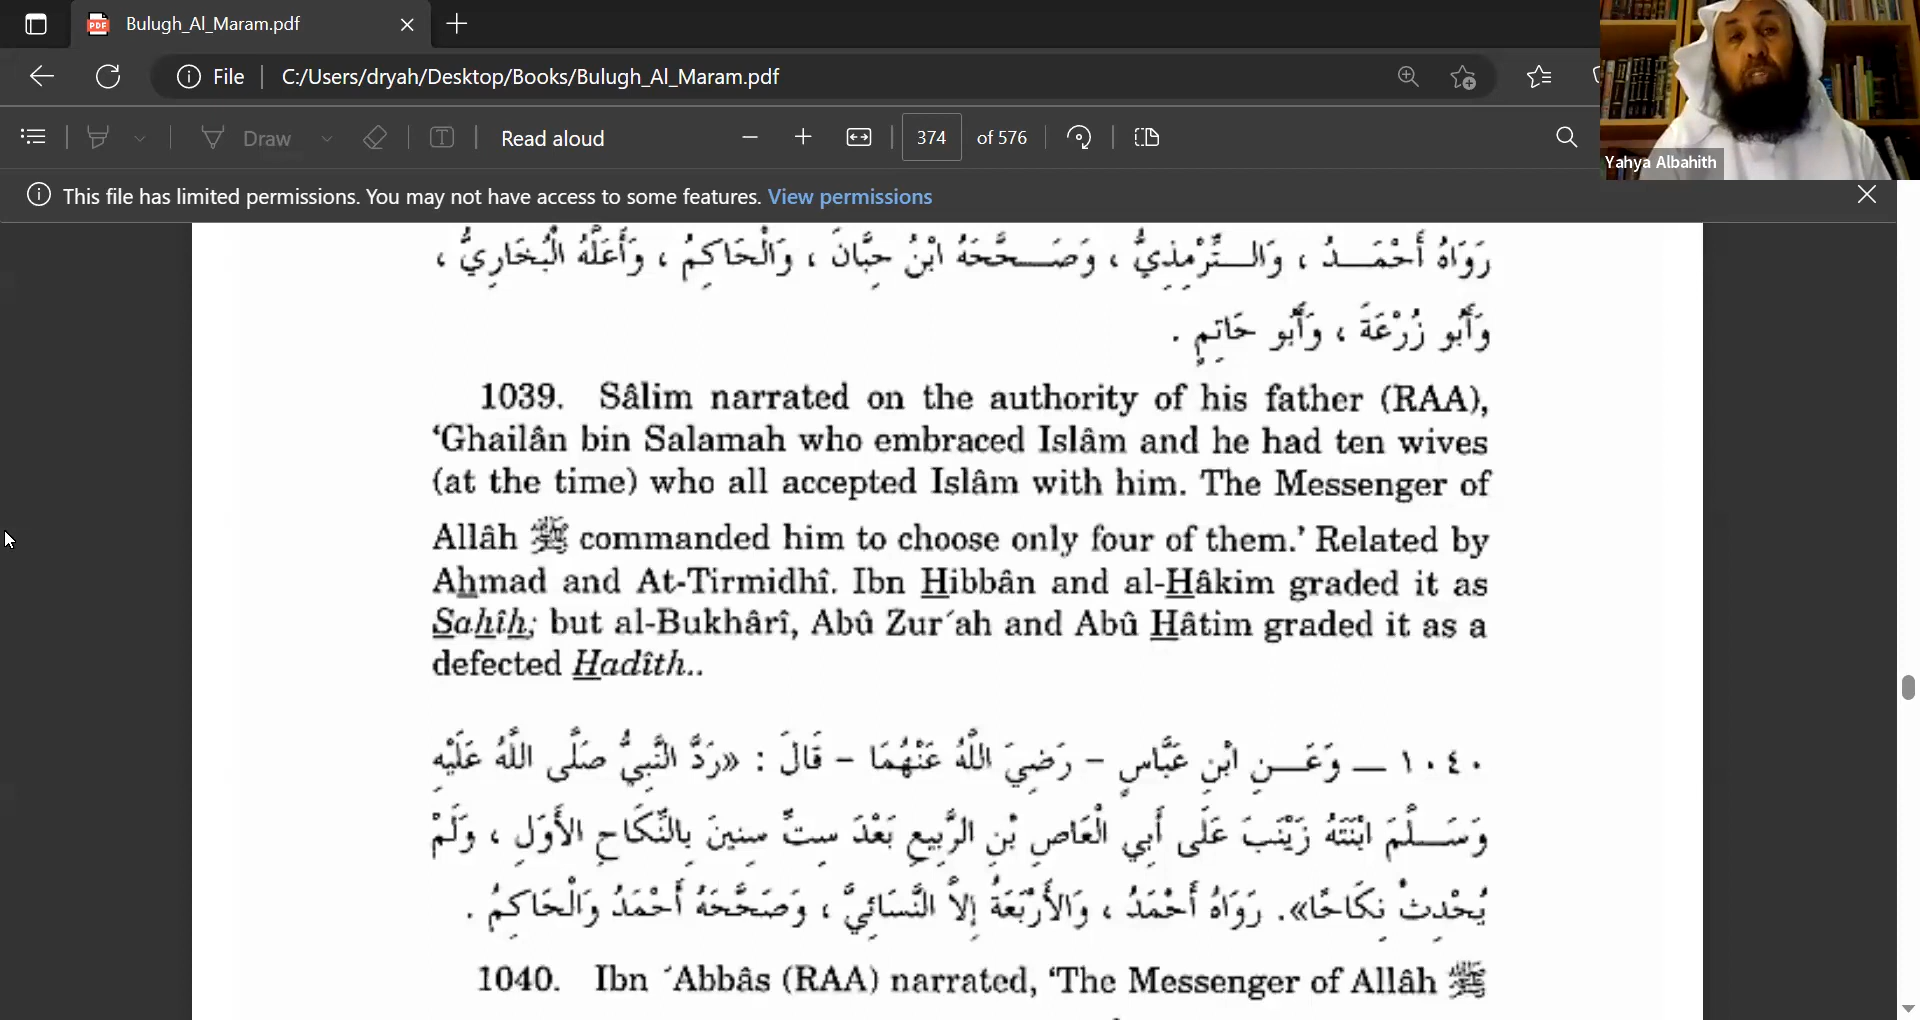 Bulugh_Al_Maram.pdf
File C:/Users/dryah/Desktop/Books/Bulugh_Al_Maram.pdf
Draw Read aloud 374 of 576
Yahya Albahith
This file has limited permissions. You may not have access to some features. View permissions
رَوَاهُ أَحْمَـــدُ ، وَالـــتِّرْمِذِيُّ ، وَصَـــحَّحَهُ ابْنُ حِبَّانَ ، وَالْحَاكِمُ ، وَأَعَلَّهُ الْبُخَارِيُّ ،
وَأَبُو زُرْعَةَ ، وَأَبُو حَاتِمٍ .
1039. Sâlim narrated on the authority of his father (RAA),
‘Ghailân bin Salamah who embraced Islâm and he had ten wives
(at the time) who all accepted Islâm with him. The Messenger of
Allâh ﷺ commanded him to choose only four of them.’ Related by
Ahmad and At-Tirmidhî. Ibn Hibbân and al-Hâkim graded it as
Sahîh; but al-Bukhârî, Abû Zur´ah and Abû Hâtim graded it as a
defected Hadîth..
١٠٤٠ ــ وَعَـــنِ ابْنِ عَبَّاسٍ – رَضِيَ اللَّهُ عَنْهُمَا – قَالَ : «رَدَّ النَّبِيُّ صَلَّى اللَّهُ عَلَيْهِ
وَسَـــلَّمَ ابْنَتَهُ زَيْنَبَ عَلَى أَبِي الْعَاصِ بْنِ الرَّبِيعِ بَعْدَ سِتِّ سِنِينَ بِالنِّكَاحِ الأَوَّلِ ، وَلَمْ
يُحْدِثْ نِكَاحًا». رَوَاهُ أَحْمَدُ ، وَالأَرْبَعَةُ إِلاَّ النَّسَائِيَّ ، وَصَحَّحَهُ أَحْمَدُ وَالْحَاكِمُ .
1040. Ibn ´Abbâs (RAA) narrated, ‘The Messenger of Allâh ﷺ